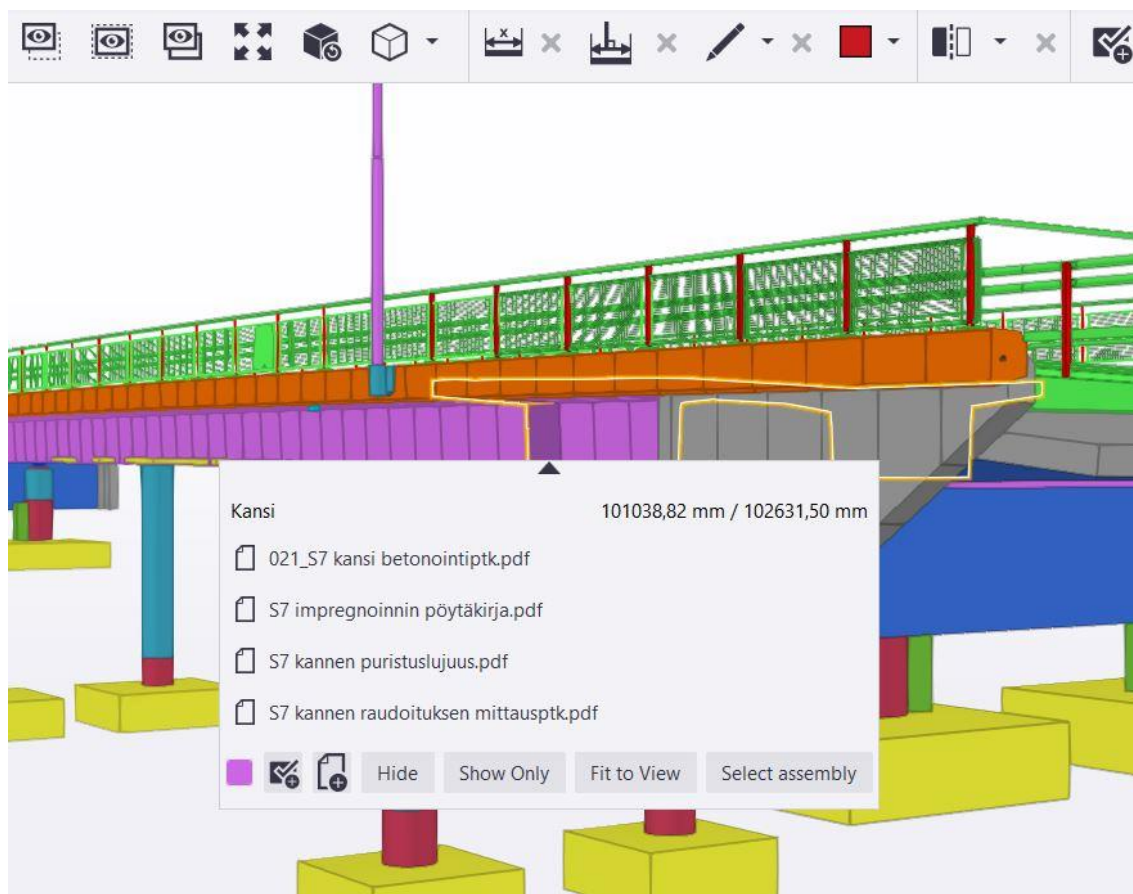 Kansi 101038,82 mm / 102631,50 mm
021_S7 kansi betonointiptk.pdf
S7 impregnoinnin pöytäkirja.pdf
S7 kannen puristuslujuus.pdf
S7 kannen raudoituksen mittausptk.pdf
Hide Show Only Fit to View Select assembly